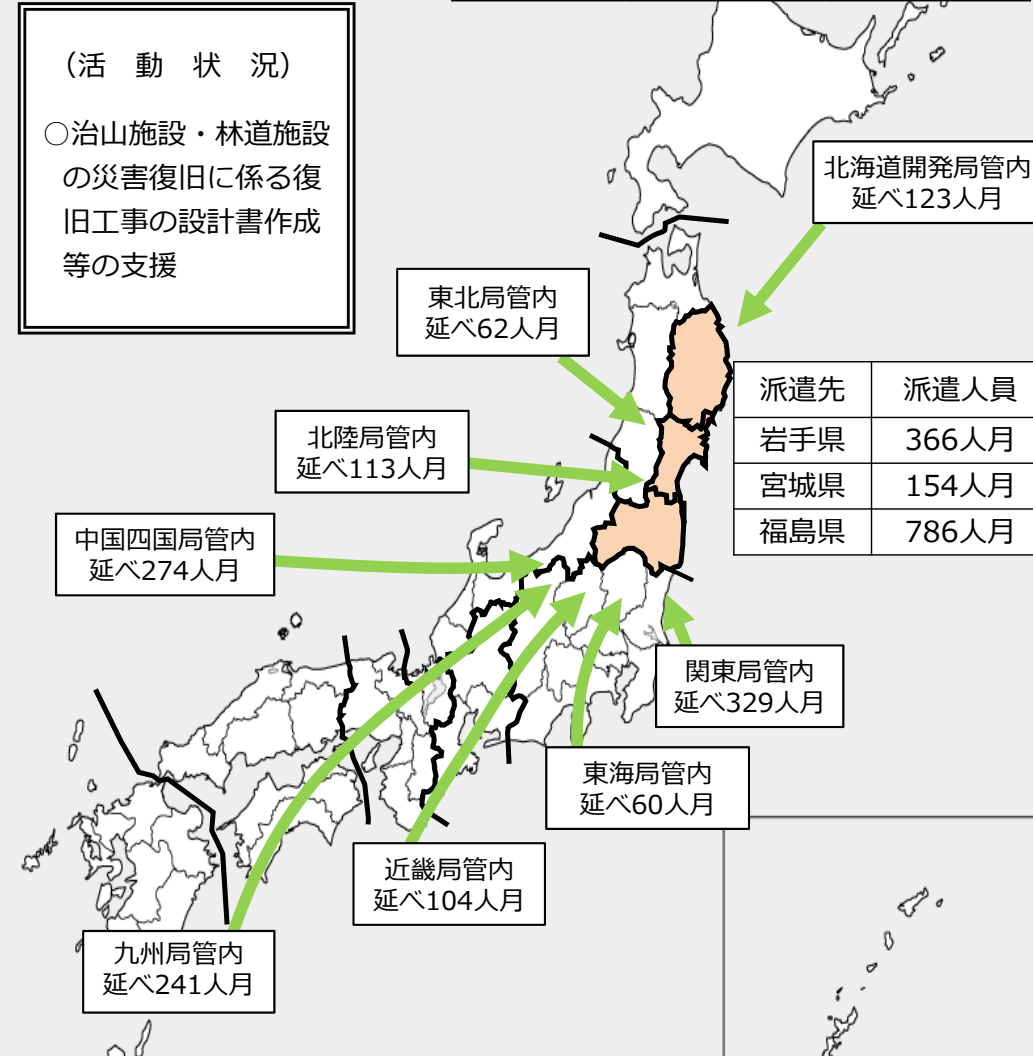 （活 動 状 況）
○治山施設・林道施設
の災害復旧に係る復
旧工事の設計書作成
等の支援
北海道開発局管内
延べ123人月
東北局管内
延べ62人月
派遣先 派遣人員
岩手県 366人月
宮城県 154人月
福島県 786人月
北陸局管内
延べ113人月
中国四国局管内
延べ274人月
関東局管内
延べ329人月
東海局管内
延べ60人月
近畿局管内
延べ104人月
九州局管内
延べ241人月